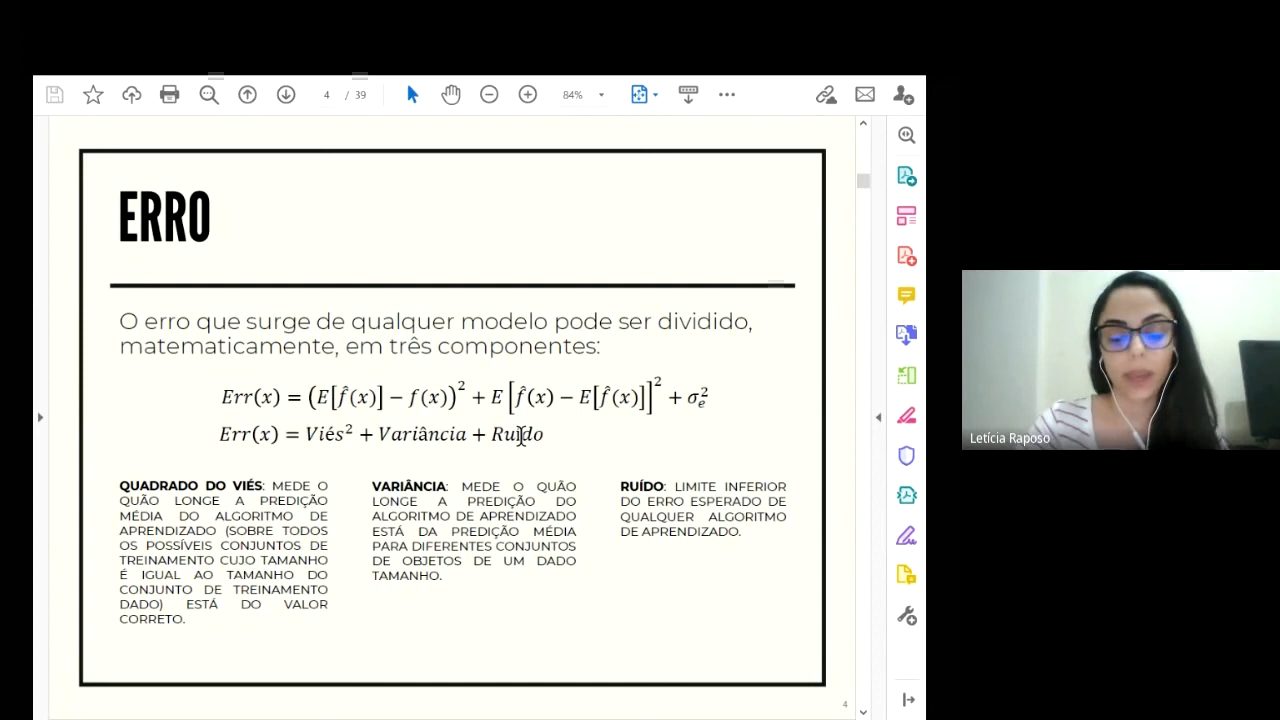 4 / 39
84%
ERRO
O erro que surge de qualquer modelo pode ser dividido,
matematicamente, em três componentes:
Err(x) = (E[f̂(x)] − f(x))² + E[f̂(x) − E[f̂(x)]]² + σₑ²
Err(x) = Viés² + Variância + Ruído
QUADRADO DO VIÉS: MEDE O
QUÃO LONGE A PREDIÇÃO
MÉDIA DO ALGORITMO DE
APRENDIZADO (SOBRE TODOS
OS POSSÍVEIS CONJUNTOS DE
TREINAMENTO CUJO TAMANHO
É IGUAL AO TAMANHO DO
CONJUNTO DE TREINAMENTO
DADO) ESTÁ DO VALOR
CORRETO.
VARIÂNCIA: MEDE O QUÃO
LONGE A PREDIÇÃO DO
ALGORITMO DE APRENDIZADO
ESTÁ DA PREDIÇÃO MÉDIA
PARA DIFERENTES CONJUNTOS
DE OBJETOS DE UM DADO
TAMANHO.
RUÍDO: LIMITE INFERIOR
DO ERRO ESPERADO DE
QUALQUER ALGORITMO
DE APRENDIZADO.
4
Letícia Raposo